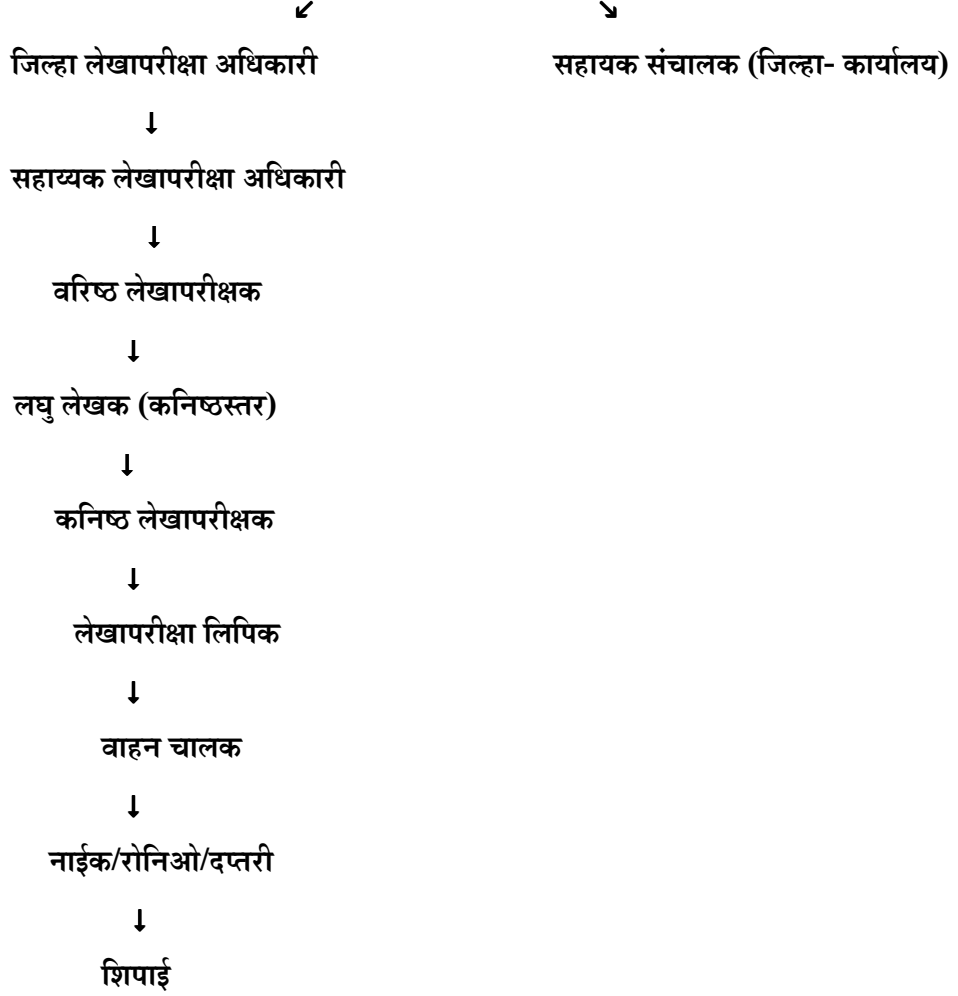 ↙ ↘
जिल्हा लेखापरीक्षा अधिकारी सहायक संचालक (जिल्हा- कार्यालय)
↓
सहाय्यक लेखापरीक्षा अधिकारी
↓
वरिष्ठ लेखापरीक्षक
↓
लघु लेखक (कनिष्ठस्तर)
↓
कनिष्ठ लेखापरीक्षक
↓
लेखापरीक्षा लिपिक
↓
वाहन चालक
↓
नाईक/रोनिओ/दप्तरी
↓
शिपाई